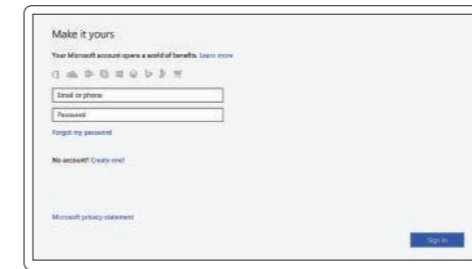 Make it yours
Your Microsoft account opens a world of benefits. Learn more
Email or phone
Password
Forgot my password
No account? Create one!
Microsoft privacy statement
Sign in